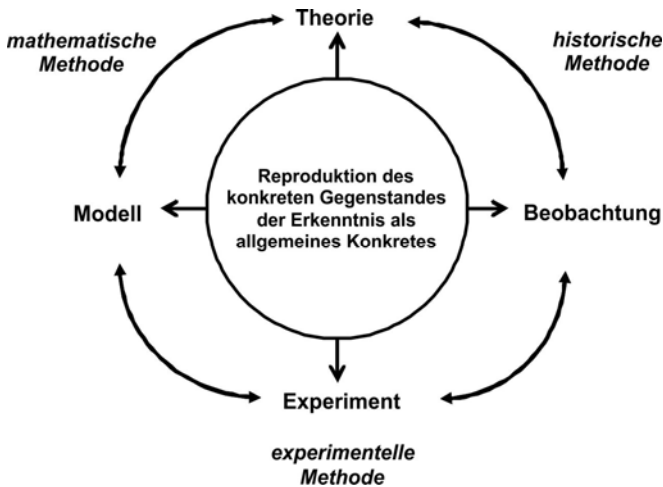 Theorie
mathematische
Methode
historische
Methode
Reproduktion des
konkreten Gegenstandes
der Erkenntnis als
allgemeines Konkretes
Modell
Beobachtung
Experiment
experimentelle
Methode